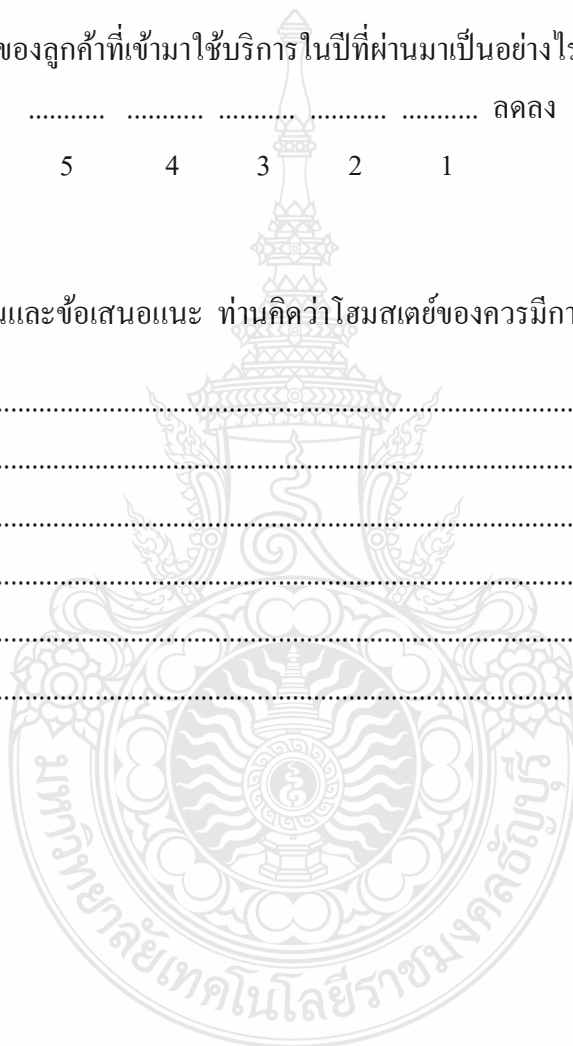 ของลูกค้าที่เข้ามาใช้บริการในปีที่ผ่านมาเป็นอย่างไร
........... ........... ........... ........... ........... ลดลง
5 4 3 2 1
และข้อเสนอแนะ ท่านคิดว่าโฮมสเตย์ของควรมีกา
................................................................................
................................................................................
................................................................................
................................................................................
................................................................................
................................................................................
มหาวิทยาลัยเทคโนโลยีราชมงคลธัญบุรี